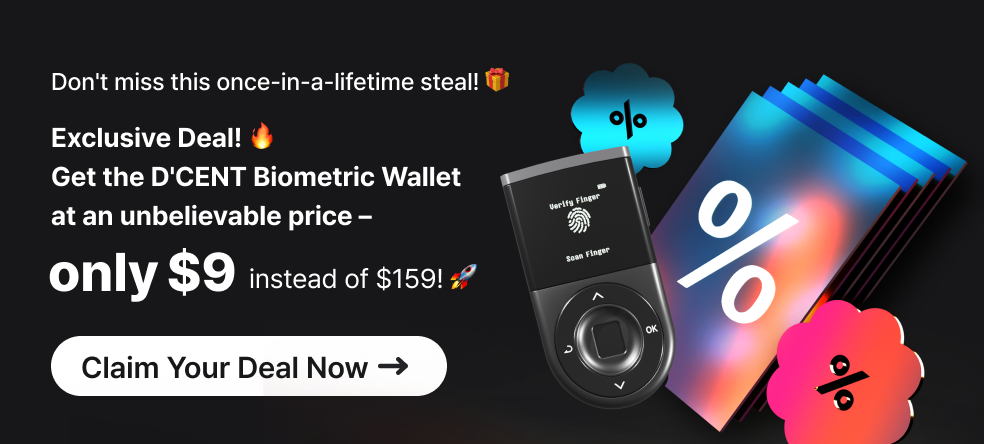 Don't miss this once-in-a-lifetime steal! 🎁
Exclusive Deal! 🔥
Get the D'CENT Biometric Wallet
at an unbelievable price –
only $9 instead of $159! 🚀
Claim Your Deal Now →
%
Verify Finger
Scan Finger
OK
%
%